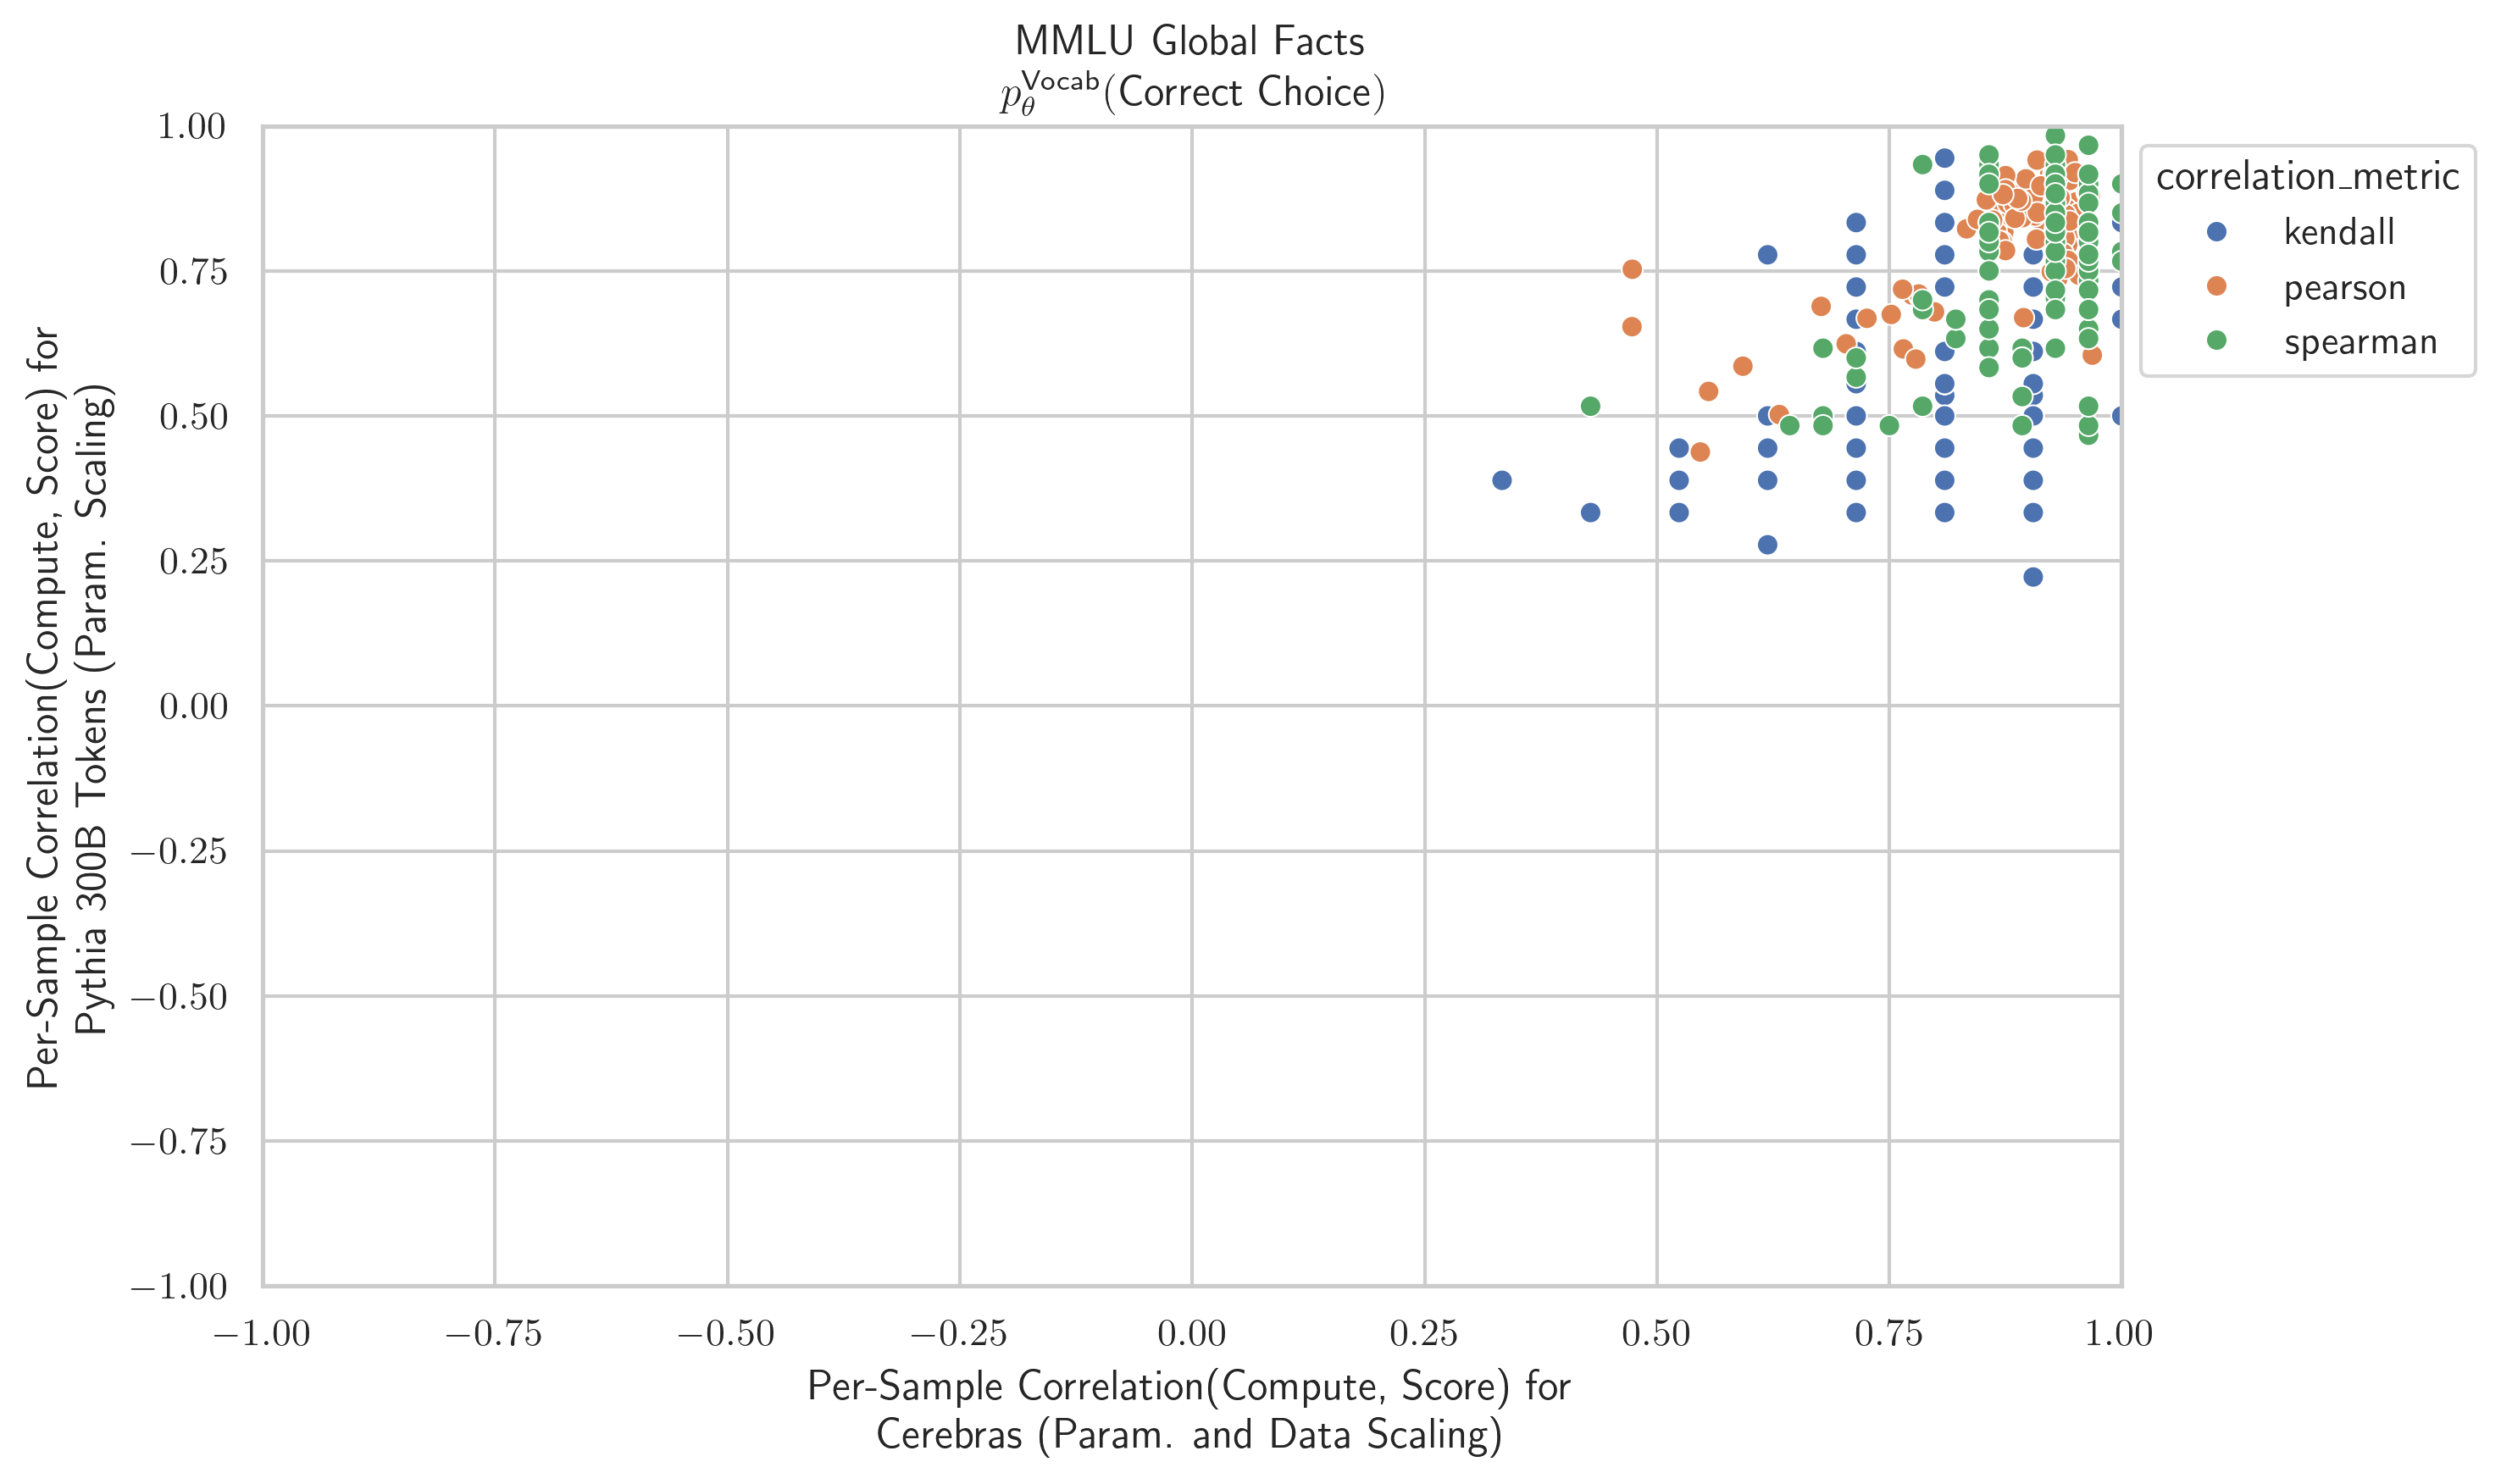 MMLU Global Facts
p_θ^Vocab(Correct Choice)
1.00
0.75
0.50
0.25
0.00
−0.25
−0.50
−0.75
−1.00
Per-Sample Correlation(Compute, Score) for
Pythia 300B Tokens (Param. Scaling)
correlation_metric
kendall
pearson
spearman
−1.00 −0.75 −0.50 −0.25 0.00 0.25 0.50 0.75 1.00
Per-Sample Correlation(Compute, Score) for
Cerebras (Param. and Data Scaling)